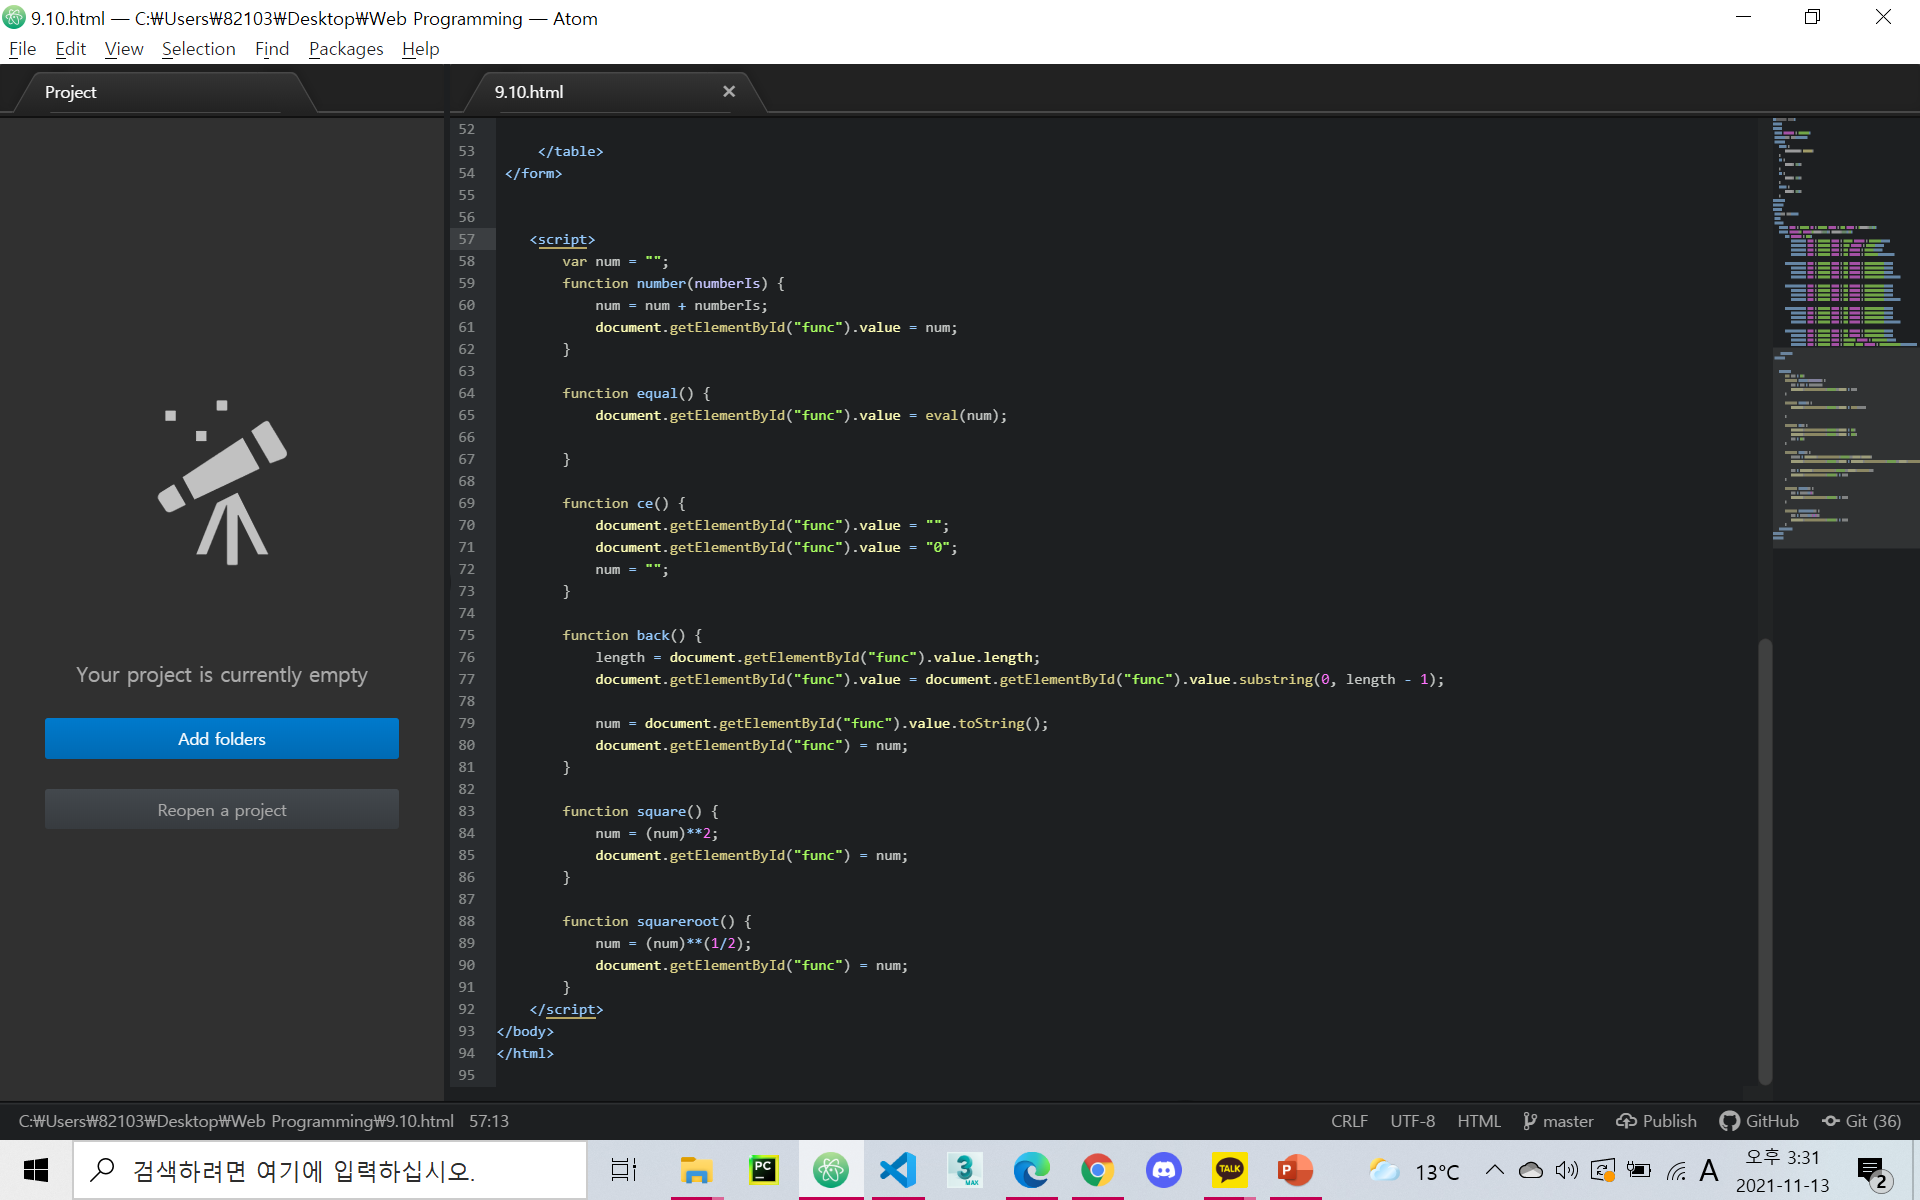 9.10.html — C:₩Users₩82103₩Desktop₩Web Programming — Atom
File Edit View Selection Find Packages Help
Project
9.10.html
Your project is currently empty
Add folders
Reopen a project
52
53     </table>
54 </form>
55
56
57    <script>
58        var num = "";
59        function number(numberIs) {
60            num = num + numberIs;
61            document.getElementById("func").value = num;
62        }
63
64        function equal() {
65            document.getElementById("func").value = eval(num);
66
67        }
68
69        function ce() {
70            document.getElementById("func").value = "";
71            document.getElementById("func").value = "0";
72            num = "";
73        }
74
75        function back() {
76            length = document.getElementById("func").value.length;
77            document.getElementById("func").value = document.getElementById("func").value.substring(0, length - 1);
78
79            num = document.getElementById("func").value.toString();
80            document.getElementById("func") = num;
81        }
82
83        function square() {
84            num = (num)**2;
85            document.getElementById("func") = num;
86        }
87
88        function squareroot() {
89            num = (num)**(1/2);
90            document.getElementById("func") = num;
91        }
92    </script>
93 </body>
94 </html>
95
C:₩Users₩82103₩Desktop₩Web Programming₩9.10.html 57:13 CRLF UTF-8 HTML master Publish GitHub Git (36)
검색하려면 여기에 입력하십시오.
PC
3
MAX
TALK
P
13°C
A
오후 3:31
2021-11-13
2